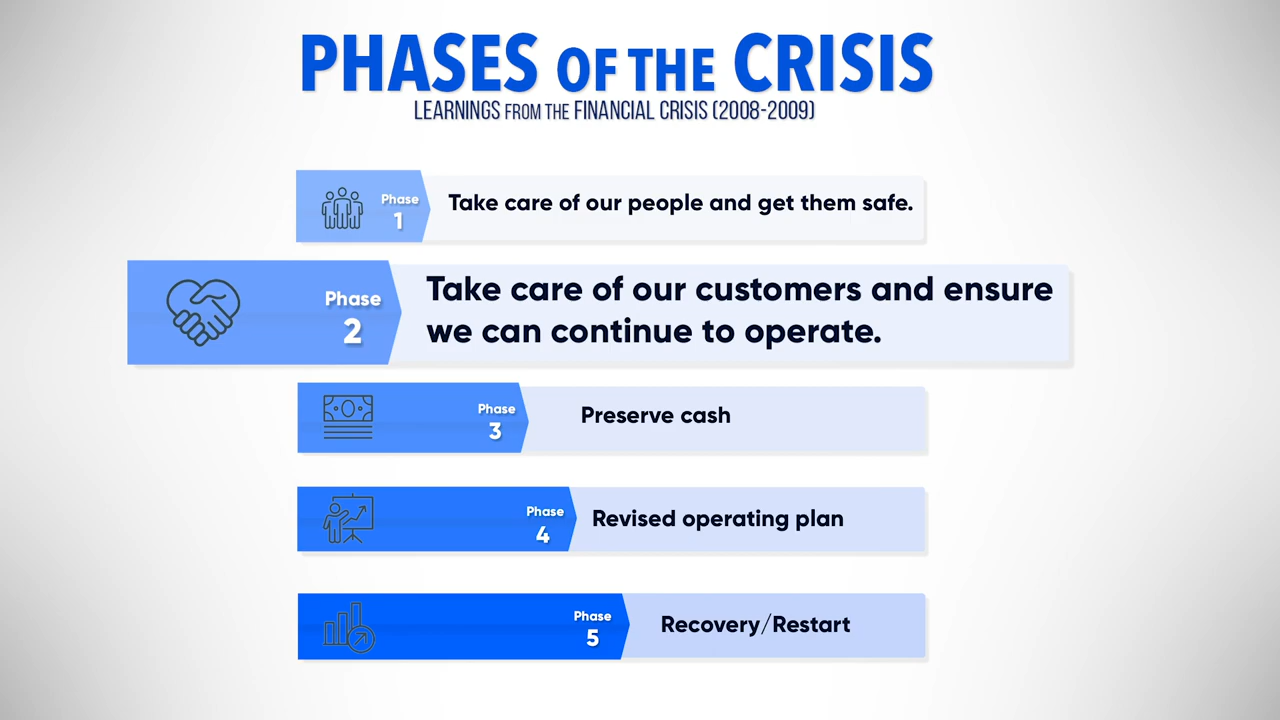 PHASES OF THE CRISIS
LEARNINGS FROM THE FINANCIAL CRISIS (2008-2009)
Phase
1
Take care of our people and get them safe.
Phase
2
Take care of our customers and ensure
we can continue to operate.
Phase
3
Preserve cash
Phase
4
Revised operating plan
Phase
5
Recovery/Restart